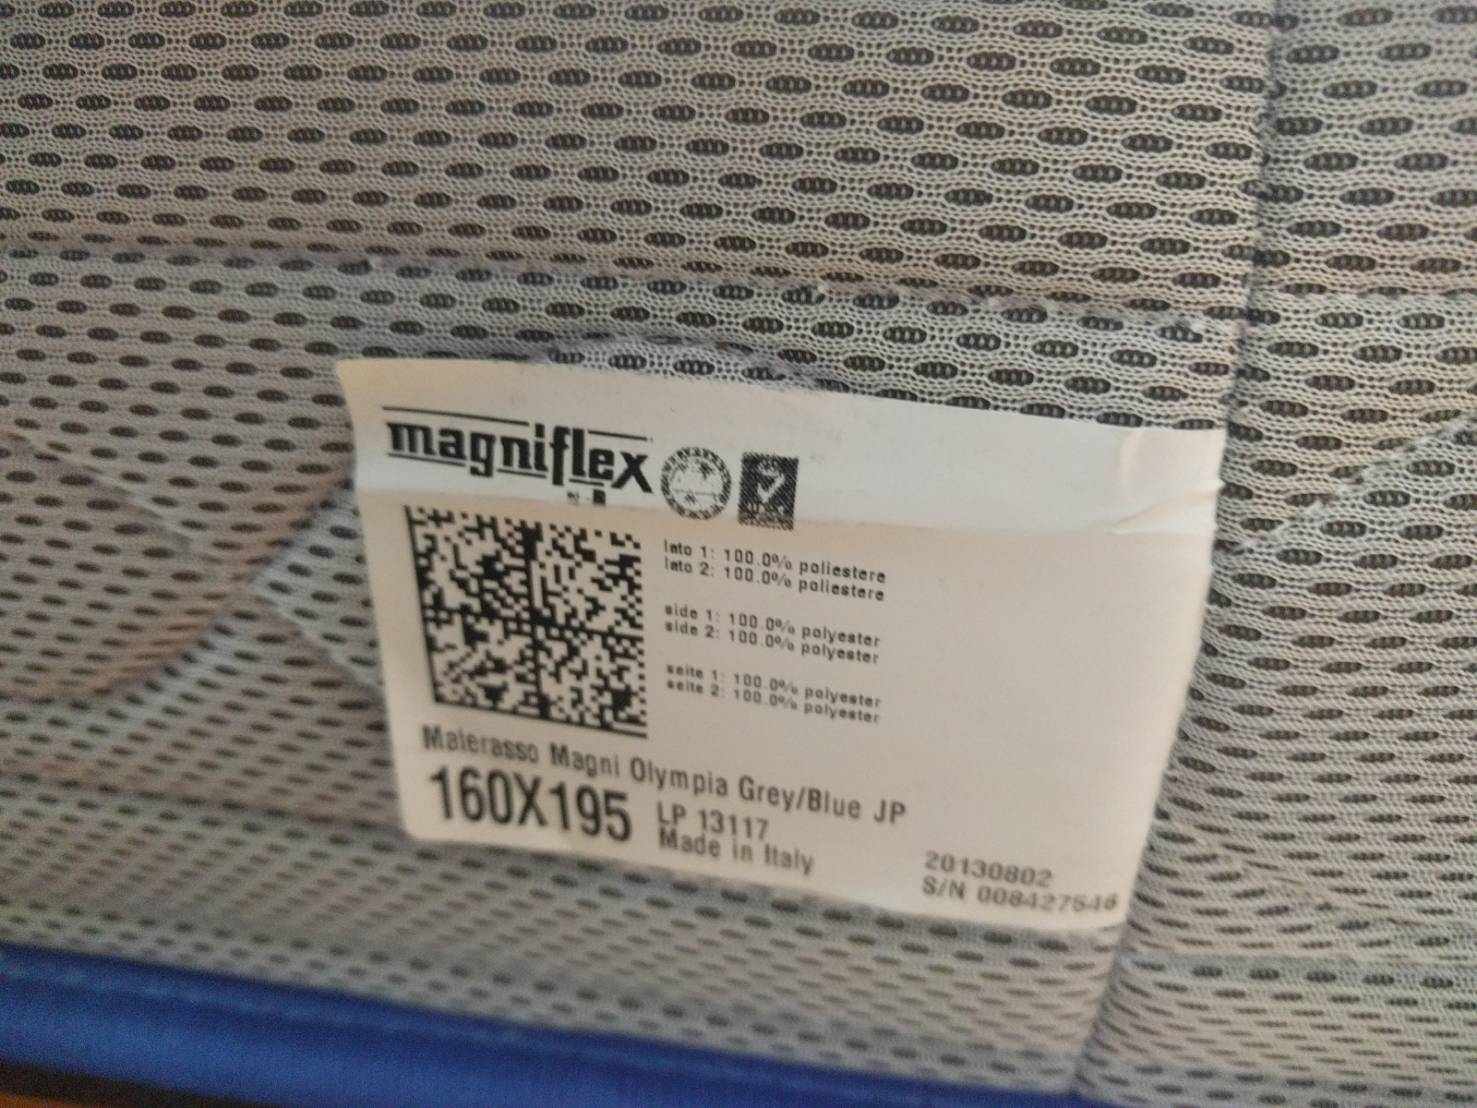 magniflex
lato 1: 100.0% poliestere
lato 2: 100.0% poliestere
side 1: 100.0% polyester
side 2: 100.0% polyester
seite 1: 100.0% polyester
seite 2: 100.0% polyester
Materasso Magni Olympia Grey/Blue JP
160X195
LP 13117
Made in Italy
20130802
S/N 008427546